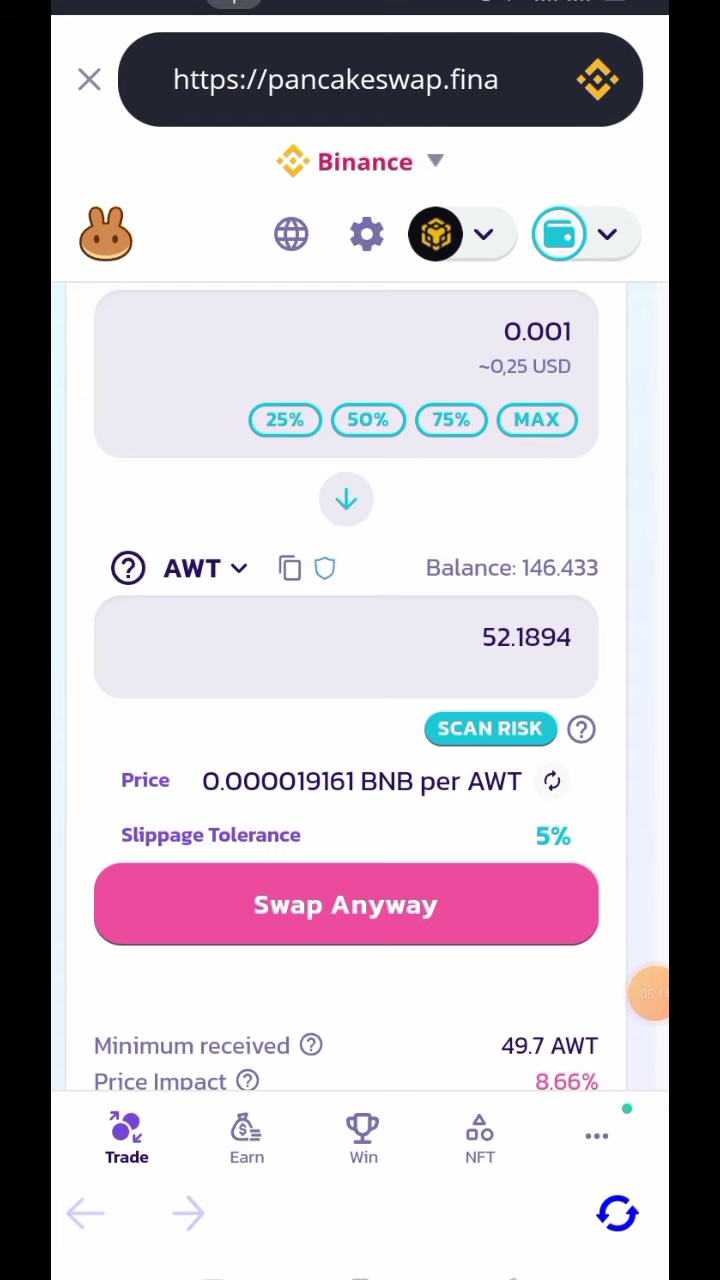 https://pancakeswap.fina
Binance
0.001
~0,25 USD
25% 50% 75% MAX
AWT Balance: 146.433
52.1894
SCAN RISK ?
Price 0.000019161 BNB per AWT
Slippage Tolerance 5%
Swap Anyway
Minimum received ? 49.7 AWT
Price Impact ? 8.66%
Trade Earn Win NFT